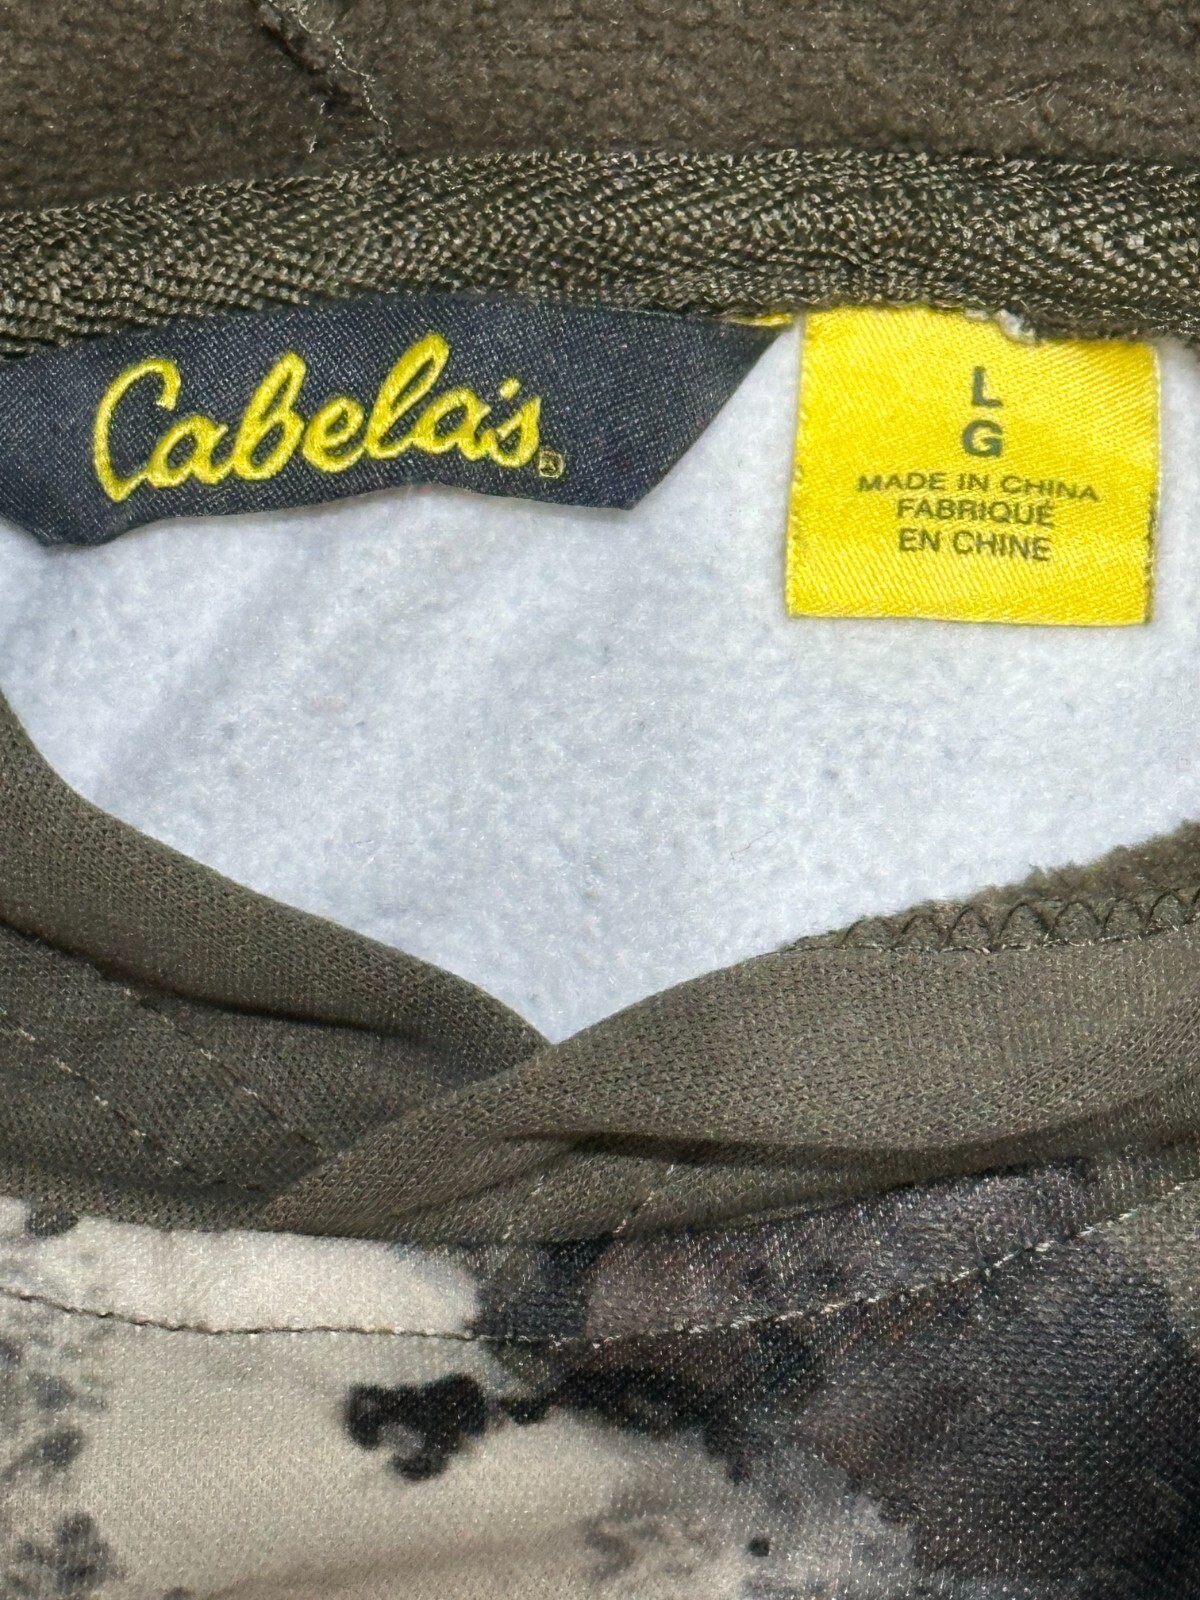 Cabela's®
L
G
MADE IN CHINA
FABRIQUÉ
EN CHINE